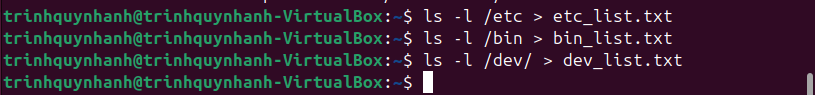 trinhquynhanh@trinhquynhanh-VirtualBox:~$ ls -l /etc > etc_list.txt
trinhquynhanh@trinhquynhanh-VirtualBox:~$ ls -l /bin > bin_list.txt
trinhquynhanh@trinhquynhanh-VirtualBox:~$ ls -l /dev/ > dev_list.txt
trinhquynhanh@trinhquynhanh-VirtualBox:~$